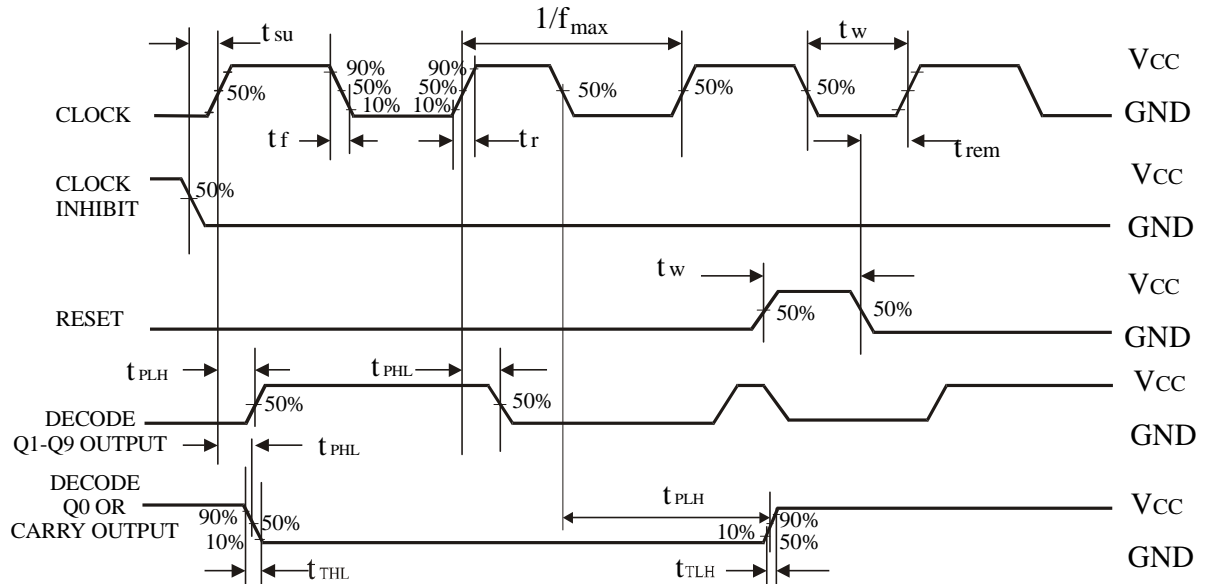 t su
1/f max
t w
VCC
90%
90%
50%
50%
50%
50%
50%
50%
10%
10%
CLOCK
GND
t f
t r
t rem
CLOCK
INHIBIT
50%
VCC
GND
t w
VCC
RESET
50%
50%
GND
t PLH
t PHL
VCC
50%
50%
DECODE
Q1-Q9 OUTPUT
GND
t PHL
DECODE
Q0 OR
CARRY OUTPUT
t PLH
VCC
90%
50%
10%
90%
10%
50%
GND
t THL
t TLH